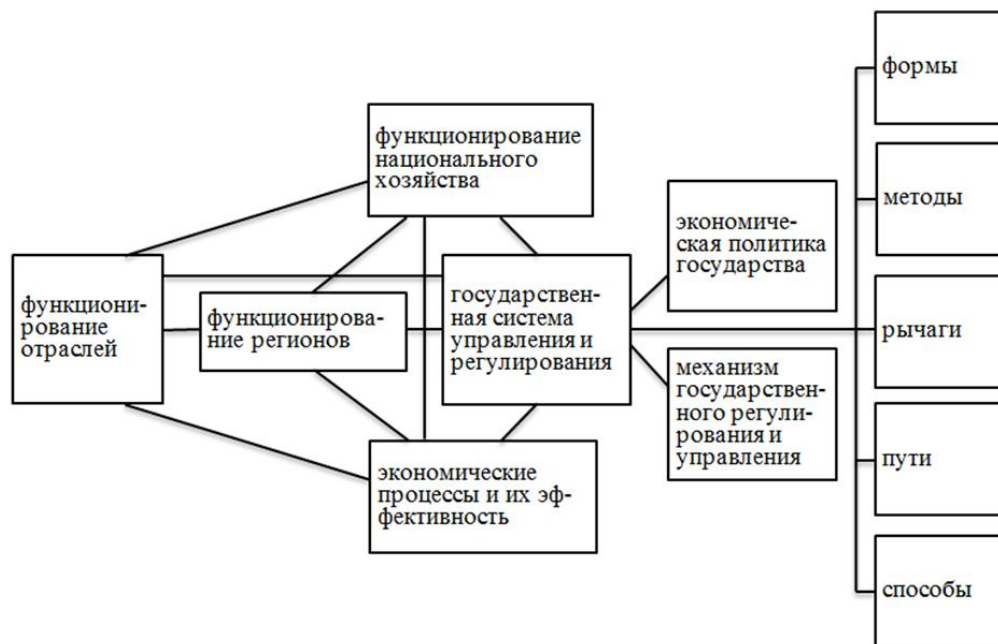 формы
функционирование
национального
хозяйства
методы
экономиче-
ская политика
государства
функциони-
рование
отраслей
функционирова-
ние регионов
государствен-
ная система
управления и
регулирования
рычаги
механизм
государствен-
ного регули-
рования и
управления
пути
экономические
процессы и их эф-
фективность
способы